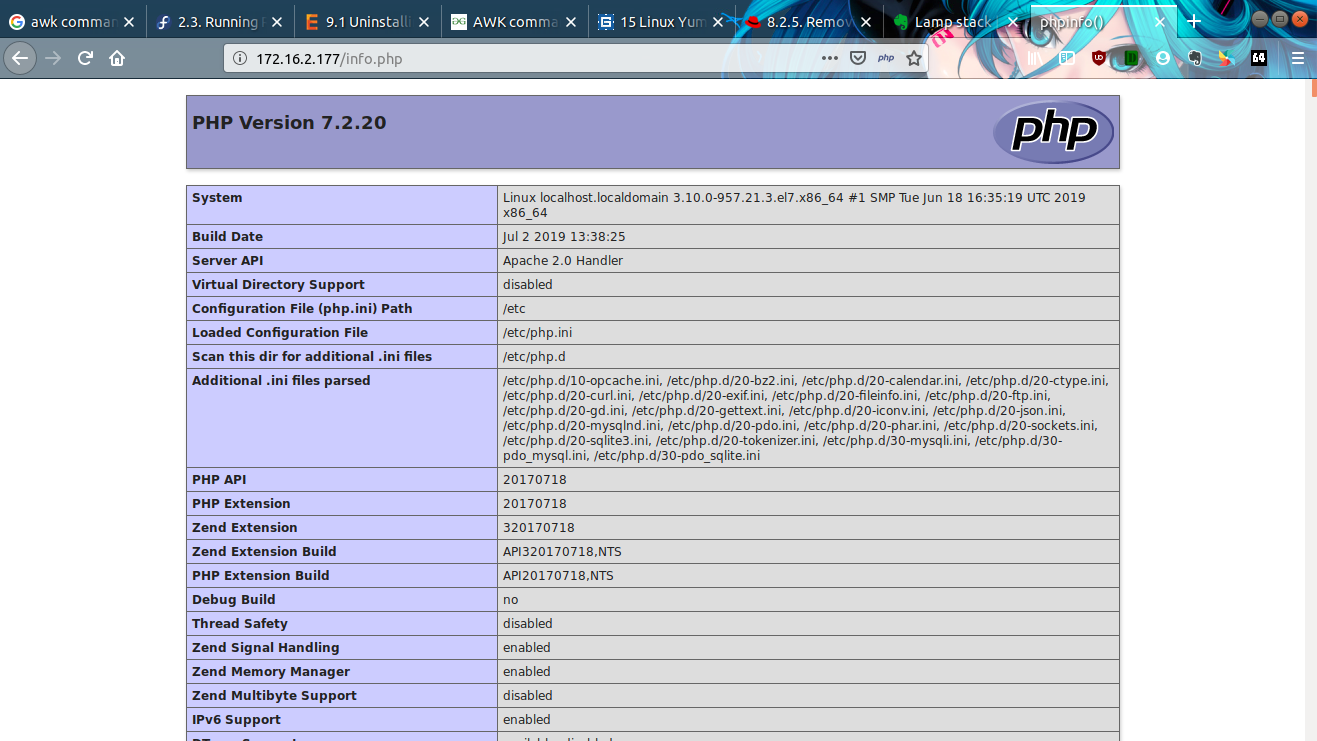 awk comman
2.3. Running
9.1 Uninstalli
AWK comma
15 Linux Yum
8.2.5. Remov
Lamp stack
phpinfo()
172.16.2.177/info.php
php
64
PHP Version 7.2.20
php
System Linux localhost.localdomain 3.10.0-957.21.3.el7.x86_64 #1 SMP Tue Jun 18 16:35:19 UTC 2019
x86_64
Build Date Jul 2 2019 13:38:25
Server API Apache 2.0 Handler
Virtual Directory Support disabled
Configuration File (php.ini) Path /etc
Loaded Configuration File /etc/php.ini
Scan this dir for additional .ini files /etc/php.d
Additional .ini files parsed /etc/php.d/10-opcache.ini, /etc/php.d/20-bz2.ini, /etc/php.d/20-calendar.ini, /etc/php.d/20-ctype.ini,
/etc/php.d/20-curl.ini, /etc/php.d/20-exif.ini, /etc/php.d/20-fileinfo.ini, /etc/php.d/20-ftp.ini,
/etc/php.d/20-gd.ini, /etc/php.d/20-gettext.ini, /etc/php.d/20-iconv.ini, /etc/php.d/20-json.ini,
/etc/php.d/20-mysqlnd.ini, /etc/php.d/20-pdo.ini, /etc/php.d/20-phar.ini, /etc/php.d/20-sockets.ini,
/etc/php.d/20-sqlite3.ini, /etc/php.d/20-tokenizer.ini, /etc/php.d/30-mysqli.ini, /etc/php.d/30-
pdo_mysql.ini, /etc/php.d/30-pdo_sqlite.ini
PHP API 20170718
PHP Extension 20170718
Zend Extension 320170718
Zend Extension Build API320170718,NTS
PHP Extension Build API20170718,NTS
Debug Build no
Thread Safety disabled
Zend Signal Handling enabled
Zend Memory Manager enabled
Zend Multibyte Support disabled
IPv6 Support enabled